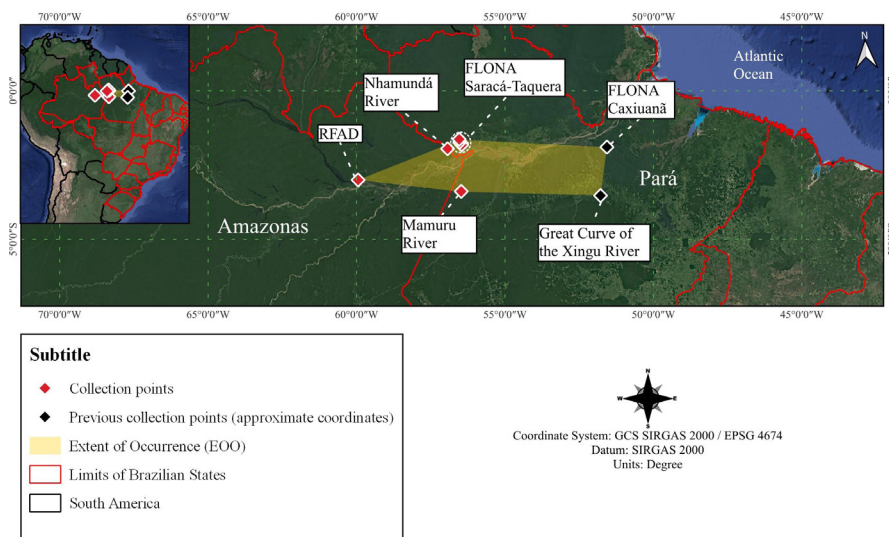 70°0'0"W
65°0'0"W
60°0'0"W
55°0'0"W
50°0'0"W
45°0'0"W
N
Atlantic
Ocean
FLONA
Saracá-Taquera
Nhamundá
River
FLONA
Caxiuanã
RFAD
0°0'0"
0°0'0"
Pará
Amazonas
Mamuru
River
Great Curve of
the Xingu River
5°0'0"S
70°0'0"W
65°0'0"W
60°0'0"W
55°0'0"W
50°0'0"W
45°0'0"W
Subtitle
Collection points
Previous collection points (approximate coordinates)
Extent of Occurrence (EOO)
Limits of Brazilian States
South America
N
W
E
S
Coordinate System: GCS SIRGAS 2000 / EPSG 4674
Datum: SIRGAS 2000
Units: Degree